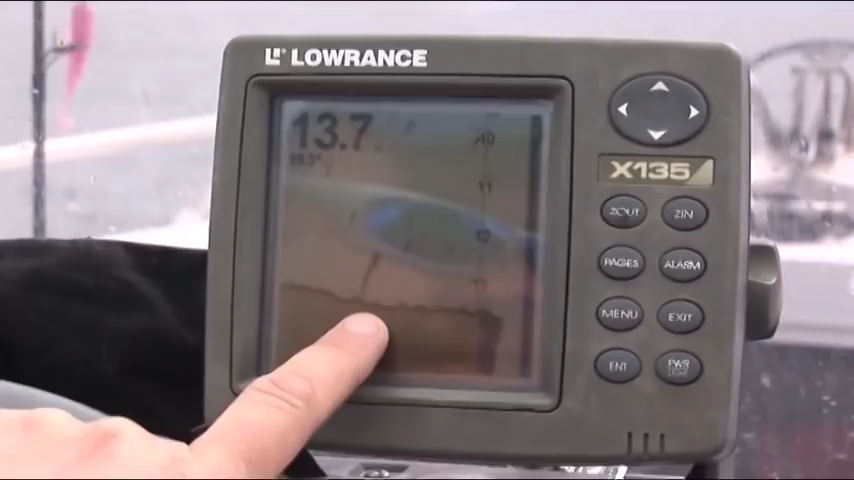 LOWRANCE
13.7
10
11
12
X135
ZOUT ZIN
PAGES ALARM
MENU EXIT
ENT PWR